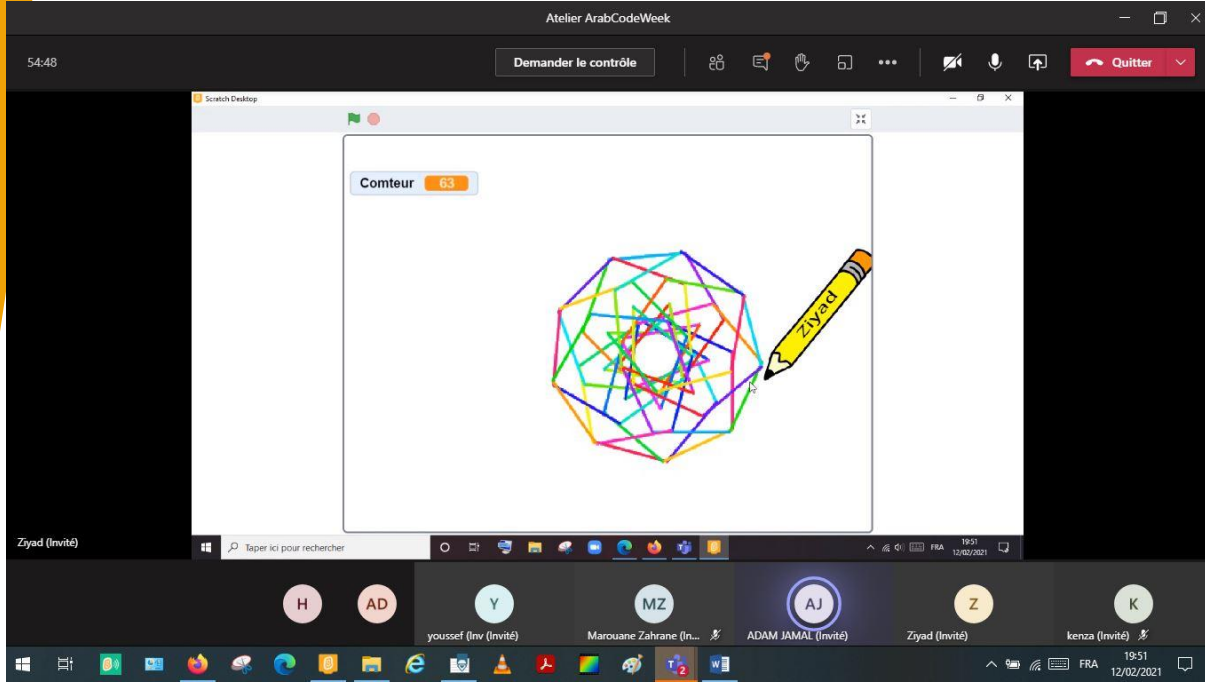 Atelier ArabCodeWeek
54:48
Demander le contrôle
Quitter
Scratch Desktop
Comteur 63
Ziyad
Ziyad (Invité)
Taper ici pour rechercher
FRA
19:51
12/02/2021
H
AD
Y
MZ
AJ
Z
K
youssef (Inv (Invité)
Marouane Zahrane (In...
ADAM JAMAL (Invité)
Ziyad (Invité)
kenza (Invité)
2
W
FRA
19:51
12/02/2021